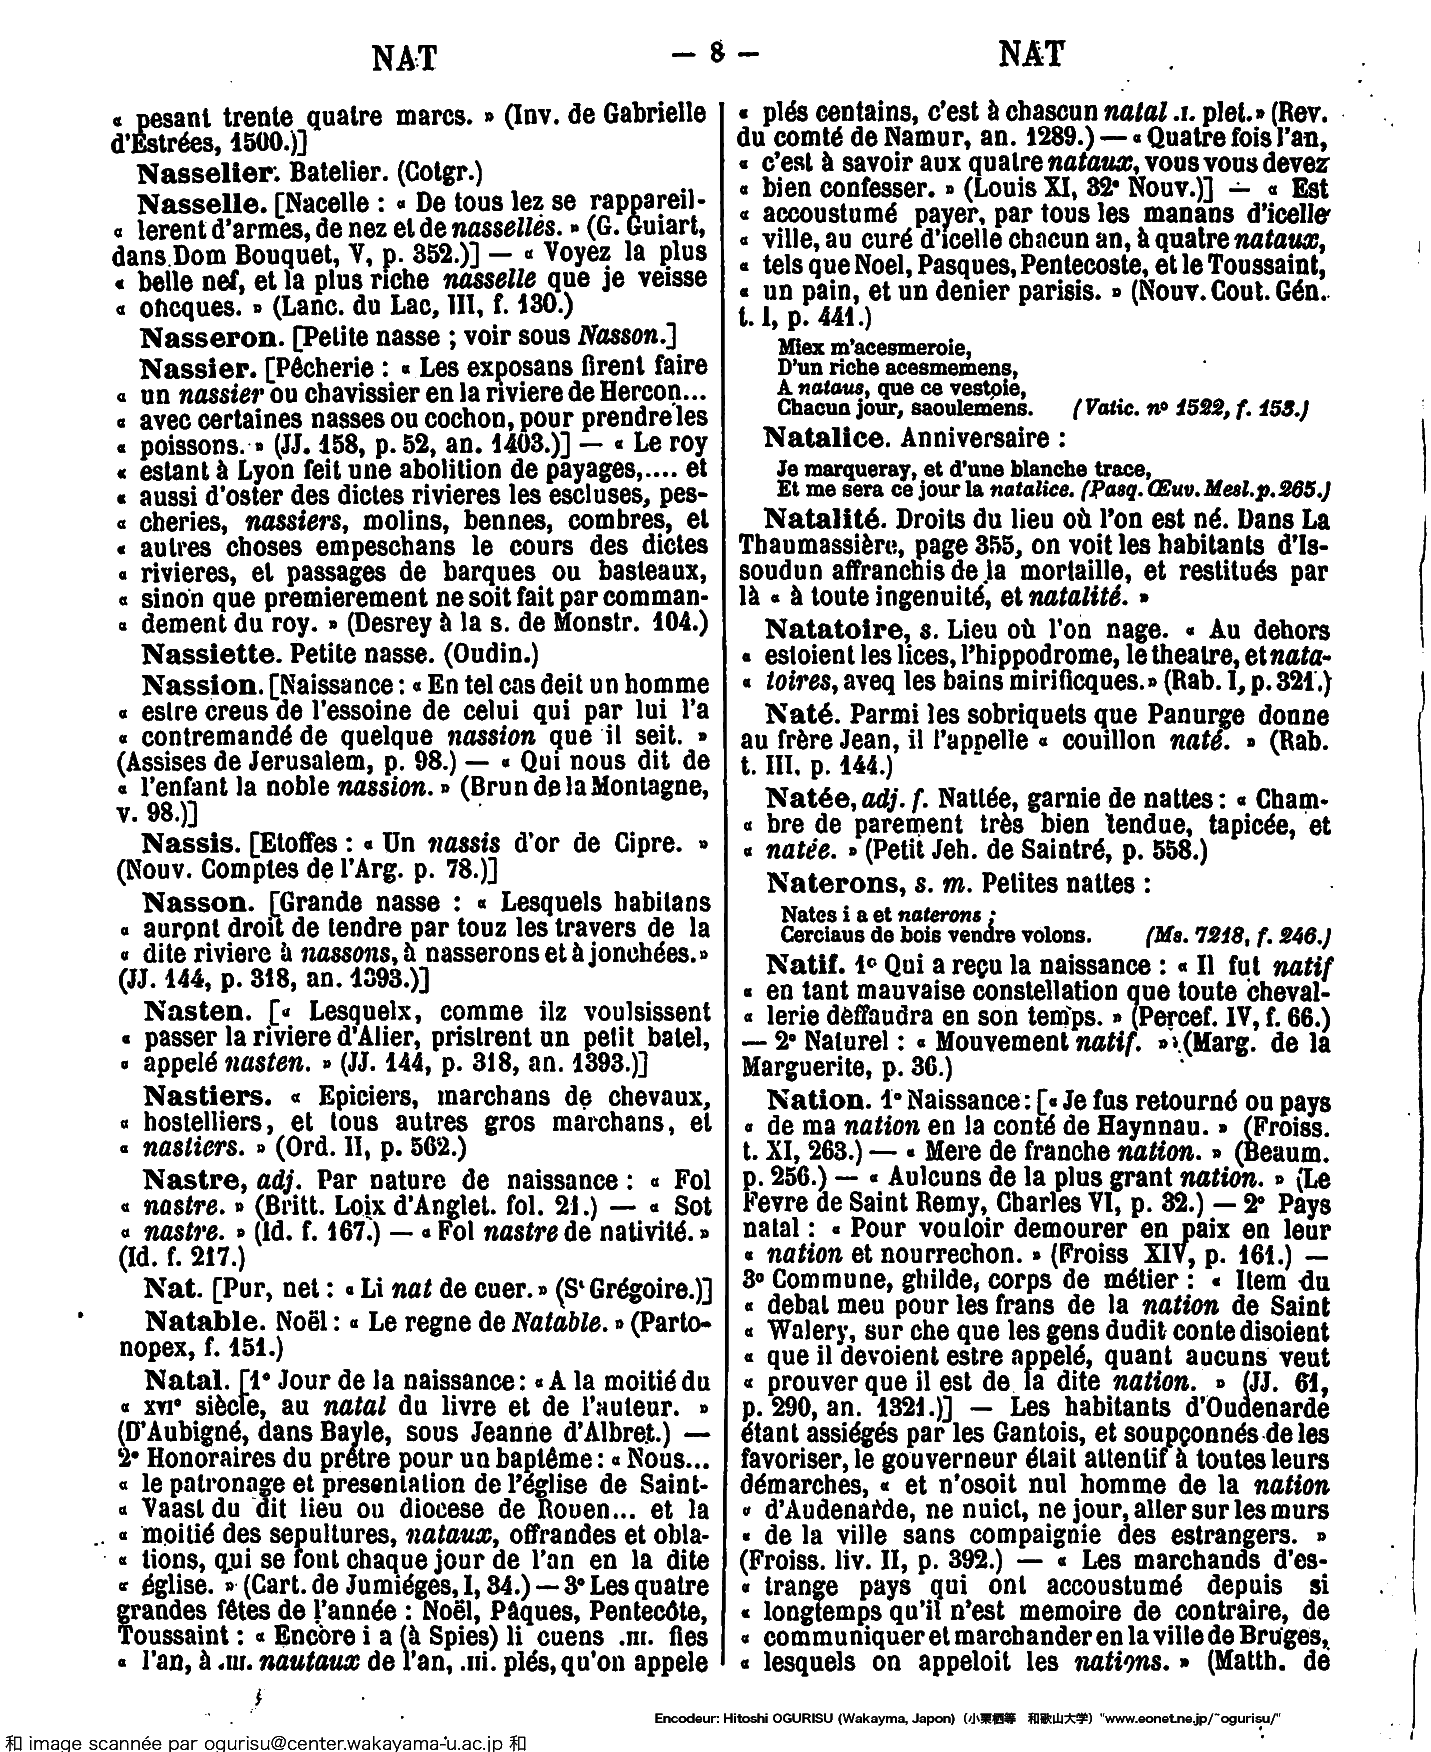 NAT — 8 — NAT
« pesant trente quatre marcs. » (Inv. de Gabrielle
d'Estrées, 1500.)]
Nasselier. Batelier. (Cotgr.)
Nasselle. [Nacelle : « De tous lez se rappareil-
« lerent d'armes, de nez et de nasselles. » (G. Guiart,
dans Dom Bouquet, V, p. 352.)] — « Voyez la plus
« belle nef, et la plus riche nasselle que je veisse
« oncques. » (Lanc. du Lac, III, f. 130.)
Nasseron. [Petite nasse ; voir sous Nasson.]
Nassier. [Pêcherie : « Les exposans firent faire
« un nassier ou chavissier en la riviere de Hercon...
« avec certaines nasses ou cochon, pour prendre les
« poissons. » (JJ. 158, p. 52, an. 1403.)] — « Le roy
« estant à Lyon feit une abolition de payages,.... et
« aussi d'oster des dictes rivieres les escluses, pes-
« cheries, nassiers, molins, bennes, combres, et
« autres choses empeschans le cours des dictes
« rivieres, et passages de barques ou basteaux,
« sinon que premierement ne soit fait par comman-
« dement du roy. » (Desrey à la s. de Monstr. 104.)
Nassiette. Petite nasse. (Oudin.)
Nassion. [Naissance : « En tel cas deit un homme
« estre creus de l'essoine de celui qui par lui l'a
« contremandé de quelque nassion que il seit. »
(Assises de Jerusalem, p. 98.) — « Qui nous dit de
« l'enfant la noble nassion. » (Brun de la Montagne,
v. 98.)]
Nassis. [Etoffes : « Un nassis d'or de Cipre. »
(Nouv. Comptes de l'Arg. p. 78.)]
Nasson. [Grande nasse : « Lesquels habitans
« auront droit de tendre par touz les travers de la
« dite riviere à nassons, à nasserons et à jonchées. »
(JJ. 144, p. 318, an. 1393.)]
Nasten. [« Lesquelx, comme ilz voulsissent
« passer la riviere d'Alier, pristrent un petit batel,
« appelé nasten. » (JJ. 144, p. 318, an. 1393.)]
Nastiers. « Epiciers, marchans de chevaux,
« hostelliers, et tous autres gros marchans, et
« nastiers. » (Ord. II, p. 562.)
Nastre, adj. Par nature de naissance : « Fol
« nastre. » (Britt. Loix d'Anglet. fol. 21.) — « Sot
« nastre. » (Id. f. 167.) — « Fol nastre de nativité. »
(Id. f. 217.)
Nat. [Pur, net : « Li nat de cuer. » (St Grégoire.)]
Natable. Noël : « Le regne de Natable. » (Parto-
nopex, f. 151.)
Natal. [1° Jour de la naissance : « A la moitié du
« XVIe siècle, au natal du livre et de l'auteur. »
(D'Aubigné, dans Bayle, sous Jeanne d'Albret.) —
2° Honoraires du prêtre pour un baptême : « Nous...
« le patronage et presentation de l'église de Saint-
« Vaast du dit lieu ou diocese de Rouen... et la
« moitié des sepultures, nataux, offrandes et obla-
« tions, qui se font chaque jour de l'an en la dite
« église. » (Cart. de Jumiéges, I, 34.) — 3° Les quatre
grandes fêtes de l'année : Noël, Pâques, Pentecôte,
Toussaint : « Encore i a (à Spies) li cuens .III. fies
« l'an, à .III. nautaux de l'an, .III. plés, qu'on appele
« plés centains, c'est à chascun natal .I. plet. » (Rev.
du comté de Namur, an. 1289.) — « Quatre fois l'an,
« c'est à savoir aux quatre nataux, vous vous devez
« bien confesser. » (Louis XI, 32e Nouv.)] — « Est
« accoustumé payer, par tous les manans d'icelle
« ville, au curé d'icelle chacun an, à quatre nataux,
« tels que Noel, Pasques, Pentecoste, et le Toussaint,
« un pain, et un denier parisis. » (Nouv. Cout. Gén.
t. I, p. 441.)
Miex m'acesmeroie,
D'un riche acesmemens,
A nataus, que ce vestoie,
Chacun jour, saoulemens. (Vatic. n° 1522, f. 153.)
Natalice. Anniversaire :
Je marqueray, et d'une blanche trace,
Et me sera ce jour la natalice. (Pasq. Œuv. Mesl. p. 265.)
Natalité. Droits du lieu où l'on est né. Dans La
Thaumassière, page 355, on voit les habitants d'Is-
soudun affranchis de la mortaille, et restitués par
là « à toute ingenuité, et natalité. »
Natatoire, s. Lieu où l'on nage. « Au dehors
« estoient les lices, l'hippodrome, le theatre, et nata-
« toires, aveq les bains mirificques. » (Rab. I, p. 321.)
Naté. Parmi les sobriquets que Panurge donne
au frère Jean, il l'appelle « couillon naté. » (Rab.
t. III. p. 144.)
Natée, adj. f. Nattée, garnie de nattes : « Cham-
« bre de parement très bien tendue, tapicée, et
« natée. » (Petit Jeh. de Saintré, p. 558.)
Naterons, s. m. Petites nattes :
Nates i a et naterons ;
Cerciaus de bois vendre volons. (Ms. 7218, f. 246.)
Natif. 1° Qui a reçu la naissance : « Il fut natif
« en tant mauvaise constellation que toute cheval-
« lerie deffaudra en son temps. » (Percef. IV, f. 66.)
— 2° Naturel : « Mouvement natif. » (Marg. de la
Marguerite, p. 36.)
Nation. 1° Naissance : [« Je fus retourné ou pays
« de ma nation en la conté de Haynnau. » (Froiss.
t. XI, 263.) — « Mere de franche nation. » (Beaum.
p. 256.) — « Aulcuns de la plus grant nation. » (Le
Fevre de Saint Remy, Charles VI, p. 32.) — 2° Pays
natal : « Pour vouloir demourer en paix en leur
« nation et nourrechon. » (Froiss XIV, p. 161.) —
3° Commune, ghilde, corps de métier : « Item du
« debat meu pour les frans de la nation de Saint
« Walery, sur che que les gens dudit conte disoient
« que il devoient estre appelé, quant aucuns veut
« prouver que il est de la dite nation. » (JJ. 61,
p. 290, an. 1321.)] — Les habitants d'Oudenarde
étant assiégés par les Gantois, et soupçonnés de les
favoriser, le gouverneur était attentif à toutes leurs
démarches, « et n'osoit nul homme de la nation
« d'Audenarde, ne nuict, ne jour, aller sur les murs
« de la ville sans compaignie des estrangers. »
(Froiss. liv. II, p. 392.) — « Les marchands d'es-
« trange pays qui ont accoustumé depuis si
« longtemps qu'il n'est memoire de contraire, de
« communiquer et marchander en la ville de Bruges,
« lesquels on appeloit les nations. » (Matth. de
Encodeur: Hitoshi OGURISU (Wakayma, Japon) (小栗栖等 和歌山大学) "www.eonet.ne.jp/~ogurisu/"
和 image scannée par ogurisu@center.wakayama-u.ac.jp 和